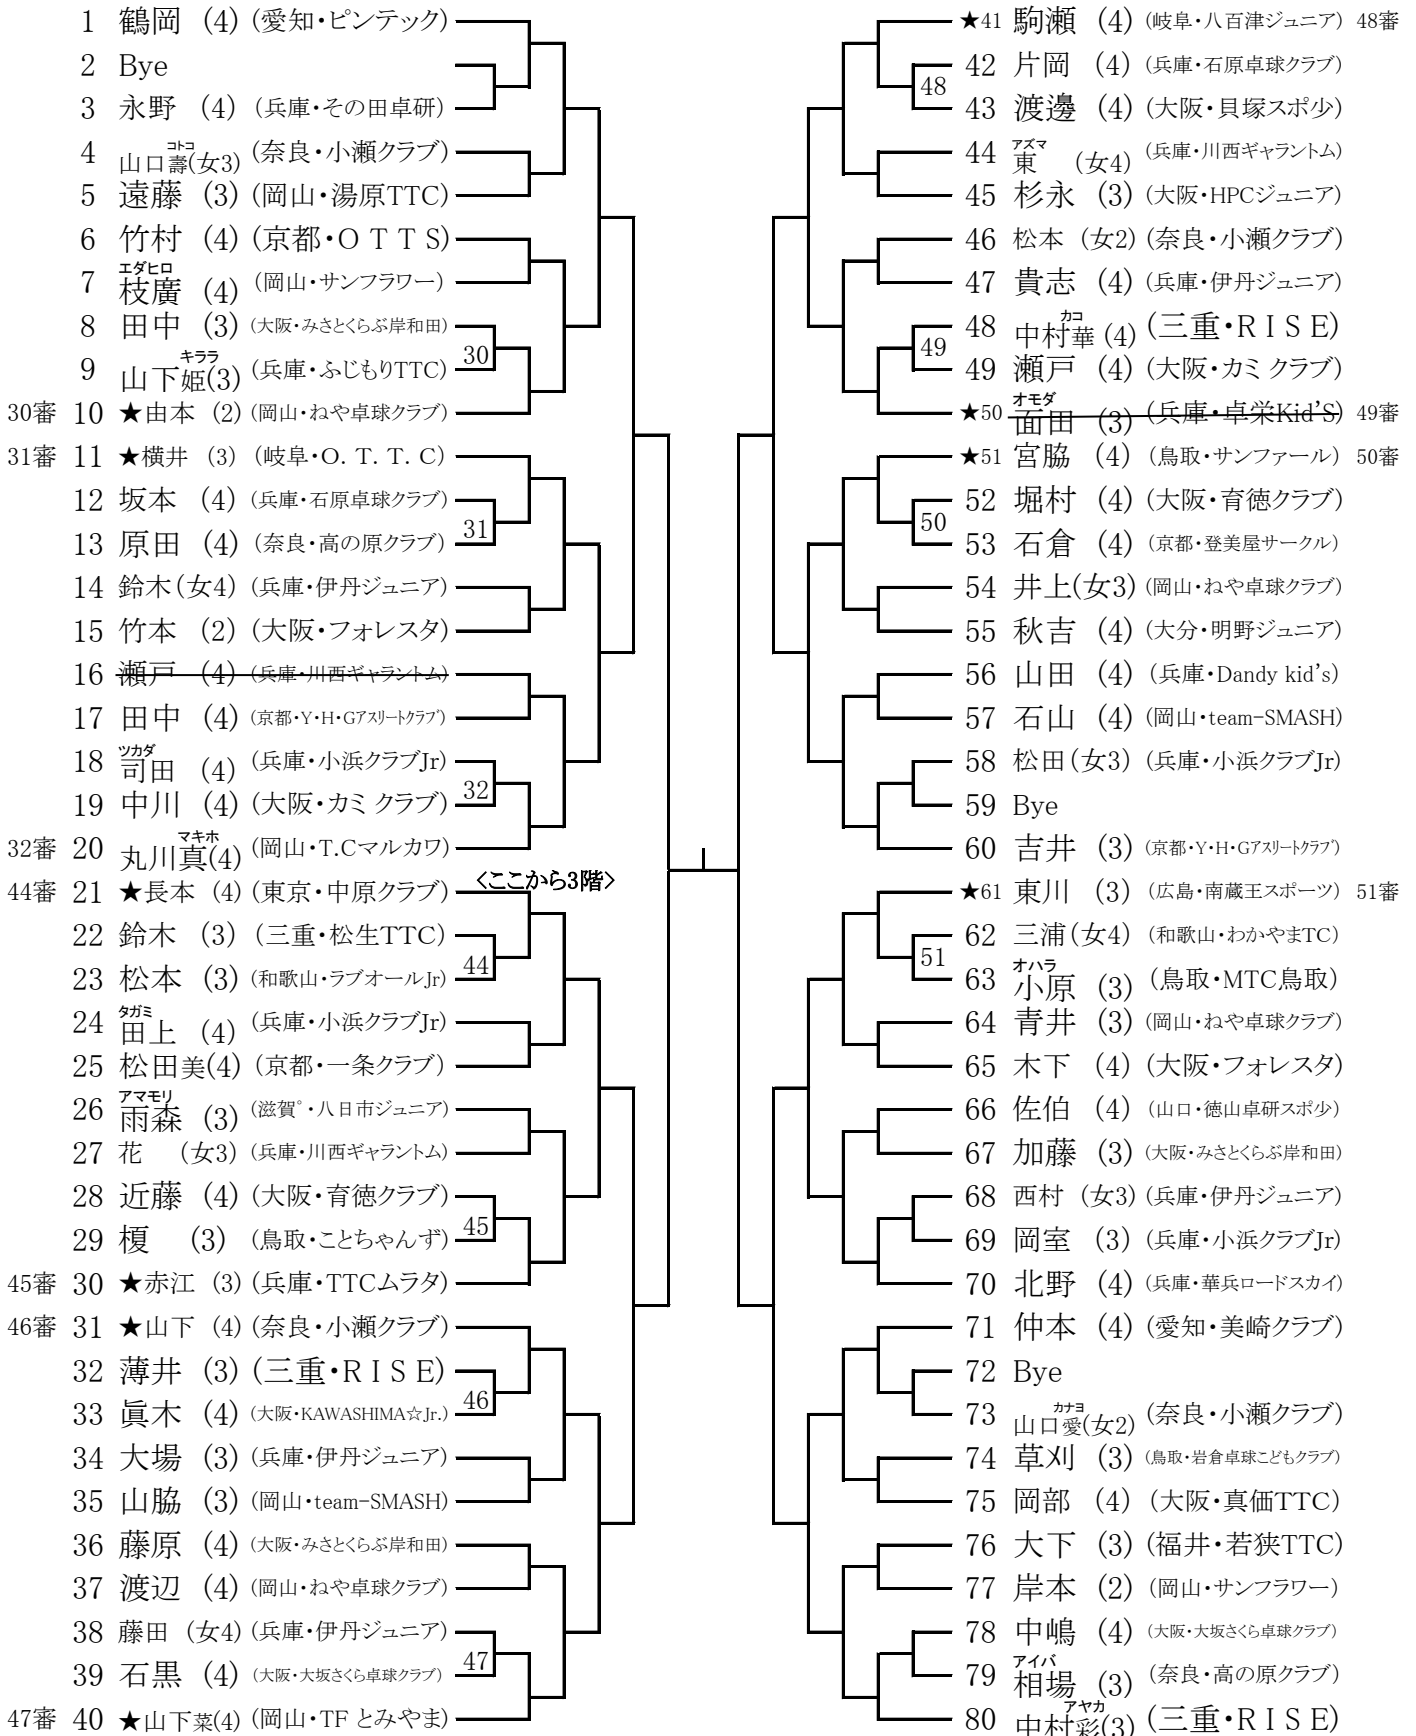 1 鶴岡 (4) (愛知・ピンテック)
2 Bye
3 永野 (4) (兵庫・その田卓研)
4 山口壽(女3) コトコ (奈良・小瀬クラブ)
5 遠藤 (3) (岡山・湯原TTC)
6 竹村 (4) (京都・OTTS)
エダヒロ
7 枝廣 (4) (岡山・サンフラワー)
8 田中 (3) (大阪・みさとくらぶ岸和田)
30
キララ
9 山下姫(3) (兵庫・ふじもりTTC)
30審 10 ★由本 (2) (岡山・ねや卓球クラブ)
31審 11 ★横井 (3) (岐阜・O.T.T.C)
12 坂本 (4) (兵庫・石原卓球クラブ)
31
13 原田 (4) (奈良・高の原クラブ)
14 鈴木(女4) (兵庫・伊丹ジュニア)
15 竹本 (2) (大阪・フォレスタ)
16 瀬戸 (4) (兵庫・川西ギャラントム)
17 田中 (4) (京都・Y・H・Gアスリートクラブ)
ツカダ
18 司田 (4) (兵庫・小浜クラブJr)
32
19 中川 (4) (大阪・カミクラブ)
マキホ
32審 20 丸川真(4) (岡山・T.Cマルカワ)
<ここから3階>
44審 21 ★長本 (4) (東京・中原クラブ)
22 鈴木 (3) (三重・松生TTC)
44
23 松本 (3) (和歌山・ラブオールJr)
タガミ
24 田上 (4) (兵庫・小浜クラブJr)
25 松田美(4) (京都・一条クラブ)
アマモリ
26 雨森 (3) (滋賀゜・八日市ジュニア)
27 花 (女3) (兵庫・川西ギャラントム)
28 近藤 (4) (大阪・育徳クラブ)
45
29 榎 (3) (鳥取・ことちゃんず)
45審 30 ★赤江 (3) (兵庫・TTCムラタ)
46審 31 ★山下 (4) (奈良・小瀬クラブ)
32 薄井 (3) (三重・RISE)
46
33 眞木 (4) (大阪・KAWASHIMA☆Jr.)
34 大場 (3) (兵庫・伊丹ジュニア)
35 山脇 (3) (岡山・team-SMASH)
36 藤原 (4) (大阪・みさとくらぶ岸和田)
37 渡辺 (4) (岡山・ねや卓球クラブ)
38 藤田 (女4) (兵庫・伊丹ジュニア)
47
39 石黒 (4) (大阪・大坂さくら卓球クラブ)
47審 40 ★山下菜(4) (岡山・TF とみやま)
★41 駒瀬 (4) (岐阜・八百津ジュニア) 48審
42 片岡 (4) (兵庫・石原卓球クラブ)
48
43 渡邊 (4) (大阪・貝塚スポ少)
アズマ
44 東 (女4) (兵庫・川西ギャラントム)
45 杉永 (3) (大阪・HPCジュニア)
46 松本 (女2) (奈良・小瀬クラブ)
47 貴志 (4) (兵庫・伊丹ジュニア)
カコ
48 中村華 (4) (三重・RISE)
49
49 瀬戸 (4) (大阪・カミクラブ)
オモダ
★50 面田 (3) (兵庫・卓栄Kid'S) 49審
★51 宮脇 (4) (鳥取・サンファール) 50審
52 堀村 (4) (大阪・育徳クラブ)
50
53 石倉 (4) (京都・登美屋サークル)
54 井上(女3) (岡山・ねや卓球クラブ)
55 秋吉 (4) (大分・明野ジュニア)
56 山田 (4) (兵庫・Dandy kid's)
57 石山 (4) (岡山・team-SMASH)
58 松田(女3) (兵庫・小浜クラブJr)
59 Bye
60 吉井 (3) (京都・Y・H・Gアスリートクラブ)
★61 東川 (3) (広島・南蔵王スポーツ) 51審
62 三浦(女4) (和歌山・わかやまTC)
51
オハラ
63 小原 (3) (鳥取・MTC鳥取)
64 青井 (3) (岡山・ねや卓球クラブ)
65 木下 (4) (大阪・フォレスタ)
66 佐伯 (4) (山口・徳山卓研スポ少)
67 加藤 (3) (大阪・みさとくらぶ岸和田)
68 西村 (女3) (兵庫・伊丹ジュニア)
69 岡室 (3) (兵庫・小浜クラブJr)
70 北野 (4) (兵庫・華兵ロードスカイ)
71 仲本 (4) (愛知・美崎クラブ)
72 Bye
カナヨ
73 山口愛(女2) (奈良・小瀬クラブ)
74 草刈 (3) (鳥取・岩倉卓球こどもクラブ)
75 岡部 (4) (大阪・真価TTC)
76 大下 (3) (福井・若狭TTC)
77 岸本 (2) (岡山・サンフラワー)
78 中嶋 (4) (大阪・大坂さくら卓球クラブ)
アイバ
79 相場 (3) (奈良・高の原クラブ)
アヤカ
80 中村彩(3) (三重・RISE)